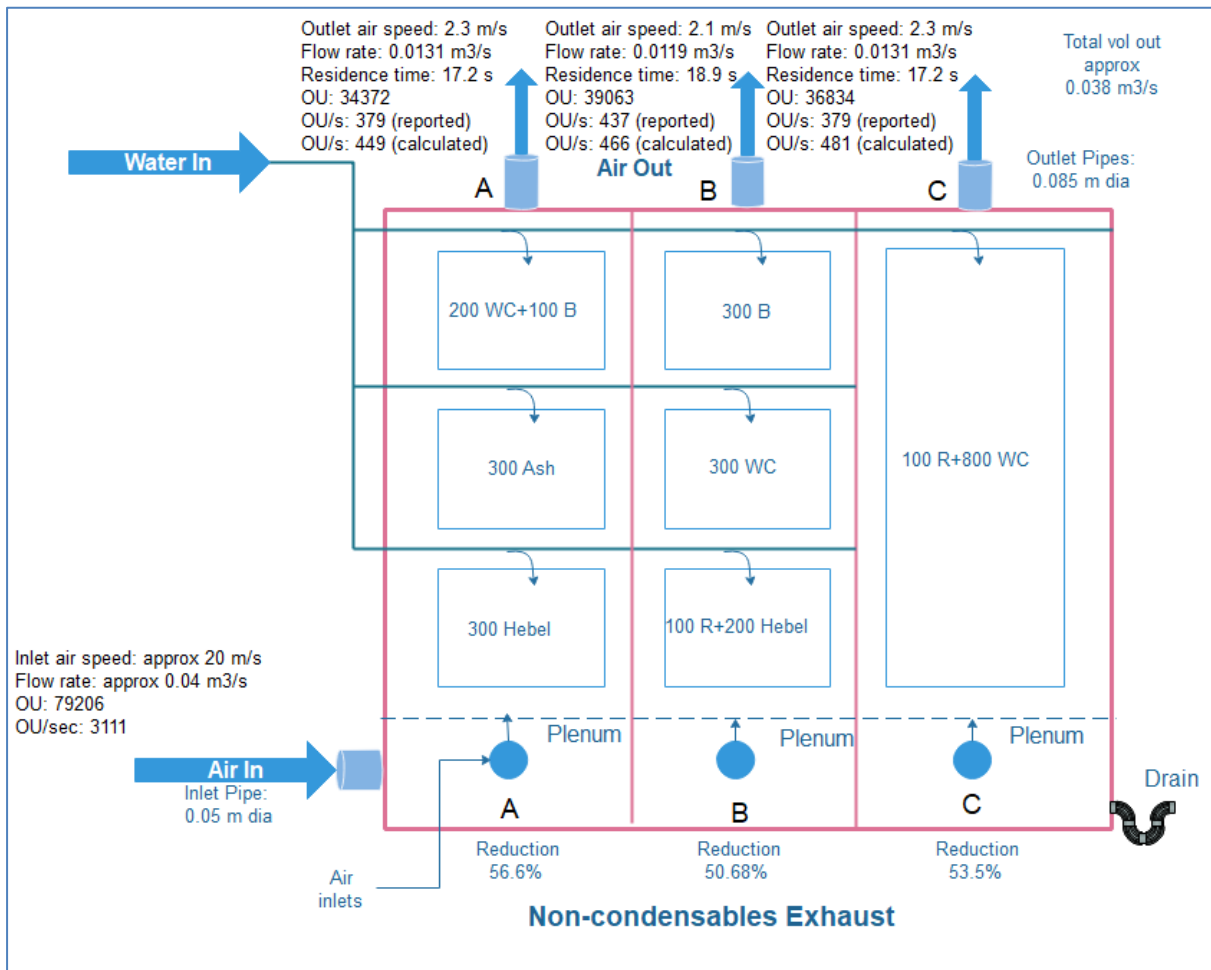 Outlet air speed: 2.3 m/s
Flow rate: 0.0131 m3/s
Residence time: 17.2 s
OU: 34372
OU/s: 379 (reported)
OU/s: 449 (calculated)
Outlet air speed: 2.1 m/s
Flow rate: 0.0119 m3/s
Residence time: 18.9 s
OU: 39063
OU/s: 437 (reported)
OU/s: 466 (calculated)
Outlet air speed: 2.3 m/s
Flow rate: 0.0131 m3/s
Residence time: 17.2 s
OU: 36834
OU/s: 379 (reported)
OU/s: 481 (calculated)
Total vol out
approx
0.038 m3/s
Water In
Air Out
Outlet Pipes:
0.085 m dia
A
B
C
200 WC+100 B
300 B
300 Ash
300 WC
100 R+800 WC
300 Hebel
100 R+200 Hebel
Inlet air speed: approx 20 m/s
Flow rate: approx 0.04 m3/s
OU: 79206
OU/sec: 3111
Plenum
Plenum
Plenum
Air In
Inlet Pipe:
0.05 m dia
Drain
A
B
C
Reduction
56.6%
Reduction
50.68%
Reduction
53.5%
Air
inlets
Non-condensables Exhaust